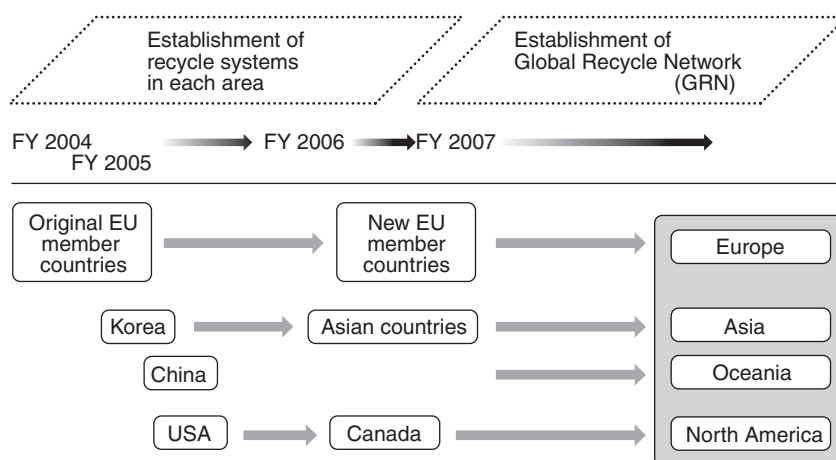 Establishment of
recycle systems
in each area
Establishment of
Global Recycle Network
(GRN)
FY 2004
FY 2005
FY 2006
FY 2007
Original EU
member
countries
New EU
member
countries
Europe
Korea
Asian countries
Asia
China
Oceania
USA
Canada
North America